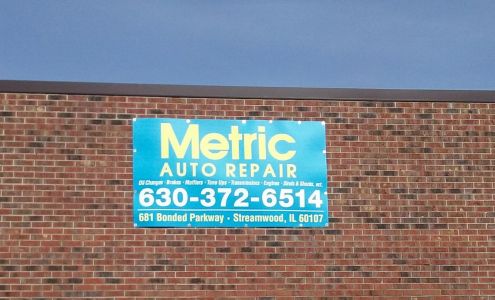 Metric
AUTO REPAIR
Oil Changes · Brakes · Mufflers · Tune Ups · Transmissions · Engines · Struts & Shocks, ect.
630-372-6514
681 Bonded Parkway · Streamwood, IL 60107